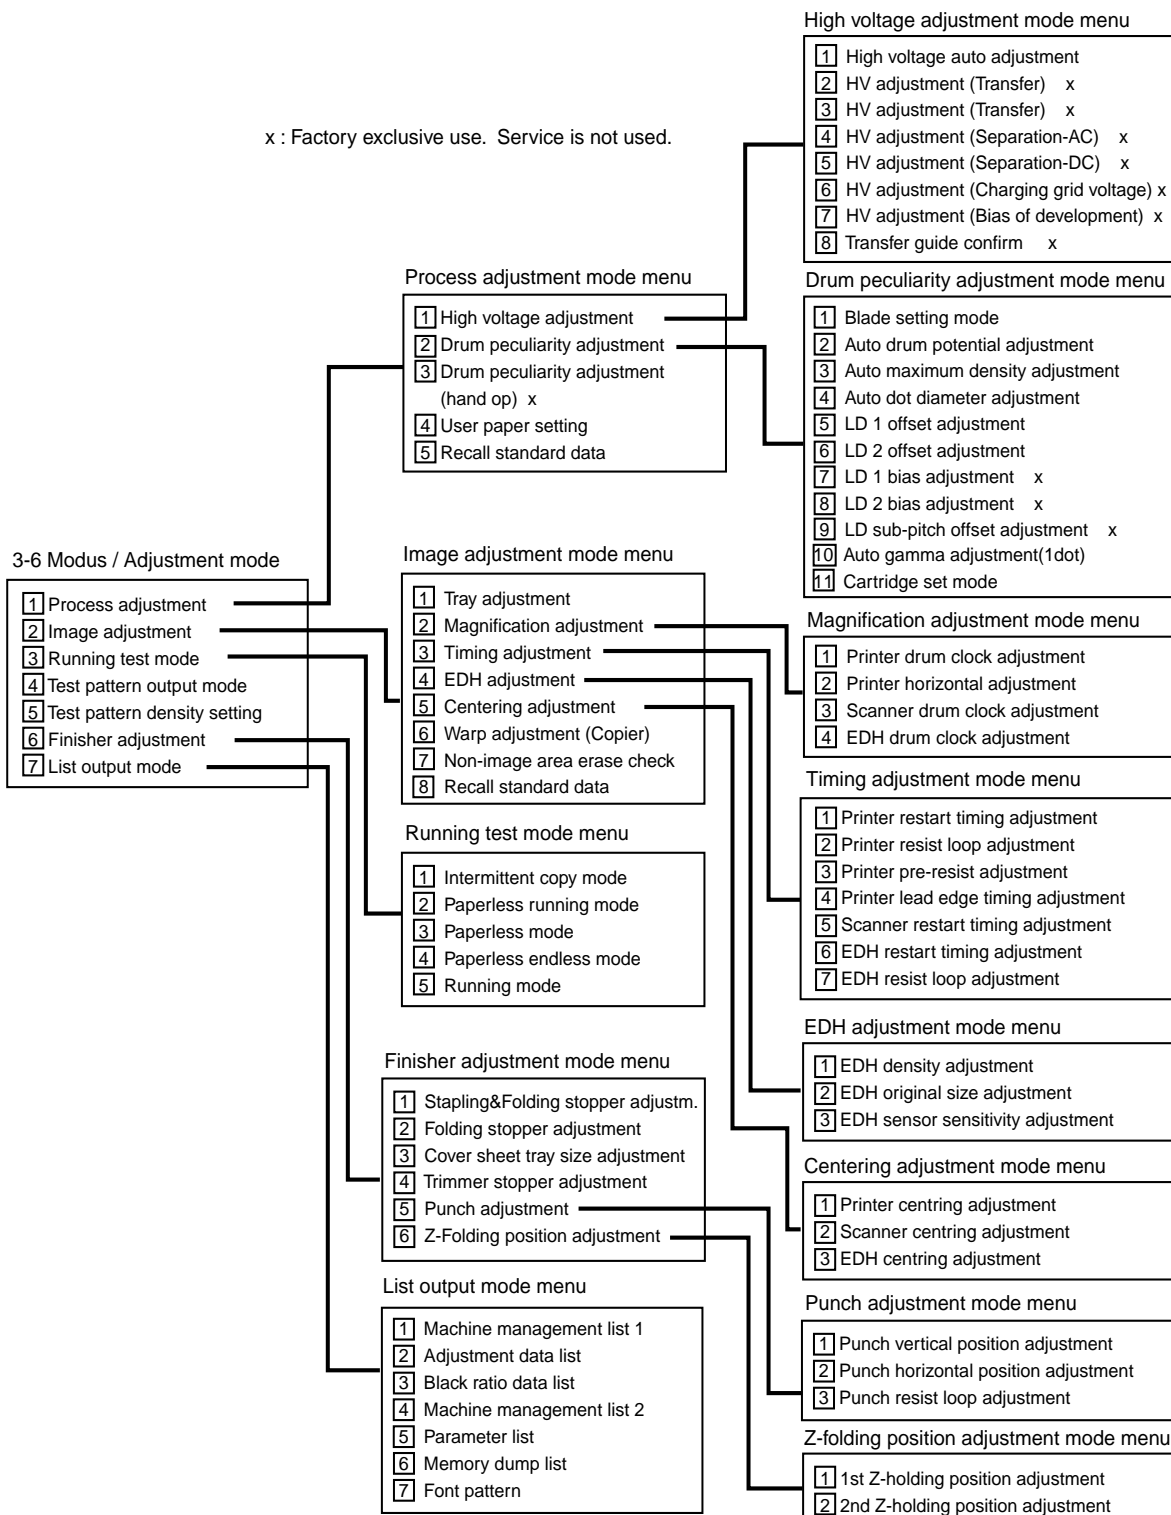 x : Factory exclusive use. Service is not used.
3-6 Modus / Adjustment mode
1 Process adjustment
2 Image adjustment
3 Running test mode
4 Test pattern output mode
5 Test pattern density setting
6 Finisher adjustment
7 List output mode
Process adjustment mode menu
1 High voltage adjustment
2 Drum peculiarity adjustment
3 Drum peculiarity adjustment
(hand op) x
4 User paper setting
5 Recall standard data
Image adjustment mode menu
1 Tray adjustment
2 Magnification adjustment
3 Timing adjustment
4 EDH adjustment
5 Centering adjustment
6 Warp adjustment (Copier)
7 Non-image area erase check
8 Recall standard data
Running test mode menu
1 Intermittent copy mode
2 Paperless running mode
3 Paperless mode
4 Paperless endless mode
5 Running mode
Finisher adjustment mode menu
1 Stapling&Folding stopper adjustm.
2 Folding stopper adjustment
3 Cover sheet tray size adjustment
4 Trimmer stopper adjustment
5 Punch adjustment
6 Z-Folding position adjustment
List output mode menu
1 Machine management list 1
2 Adjustment data list
3 Black ratio data list
4 Machine management list 2
5 Parameter list
6 Memory dump list
7 Font pattern
High voltage adjustment mode menu
1 High voltage auto adjustment
2 HV adjustment (Transfer) x
3 HV adjustment (Transfer) x
4 HV adjustment (Separation-AC) x
5 HV adjustment (Separation-DC) x
6 HV adjustment (Charging grid voltage) x
7 HV adjustment (Bias of development) x
8 Transfer guide confirm x
Drum peculiarity adjustment mode menu
1 Blade setting mode
2 Auto drum potential adjustment
3 Auto maximum density adjustment
4 Auto dot diameter adjustment
5 LD 1 offset adjustment
6 LD 2 offset adjustment
7 LD 1 bias adjustment x
8 LD 2 bias adjustment x
9 LD sub-pitch offset adjustment x
10 Auto gamma adjustment(1dot)
11 Cartridge set mode
Magnification adjustment mode menu
1 Printer drum clock adjustment
2 Printer horizontal adjustment
3 Scanner drum clock adjustment
4 EDH drum clock adjustment
Timing adjustment mode menu
1 Printer restart timing adjustment
2 Printer resist loop adjustment
3 Printer pre-resist adjustment
4 Printer lead edge timing adjustment
5 Scanner restart timing adjustment
6 EDH restart timing adjustment
7 EDH resist loop adjustment
EDH adjustment mode menu
1 EDH density adjustment
2 EDH original size adjustment
3 EDH sensor sensitivity adjustment
Centering adjustment mode menu
1 Printer centring adjustment
2 Scanner centring adjustment
3 EDH centring adjustment
Punch adjustment mode menu
1 Punch vertical position adjustment
2 Punch horizontal position adjustment
3 Punch resist loop adjustment
Z-folding position adjustment mode menu
1 1st Z-holding position adjustment
2 2nd Z-holding position adjustment